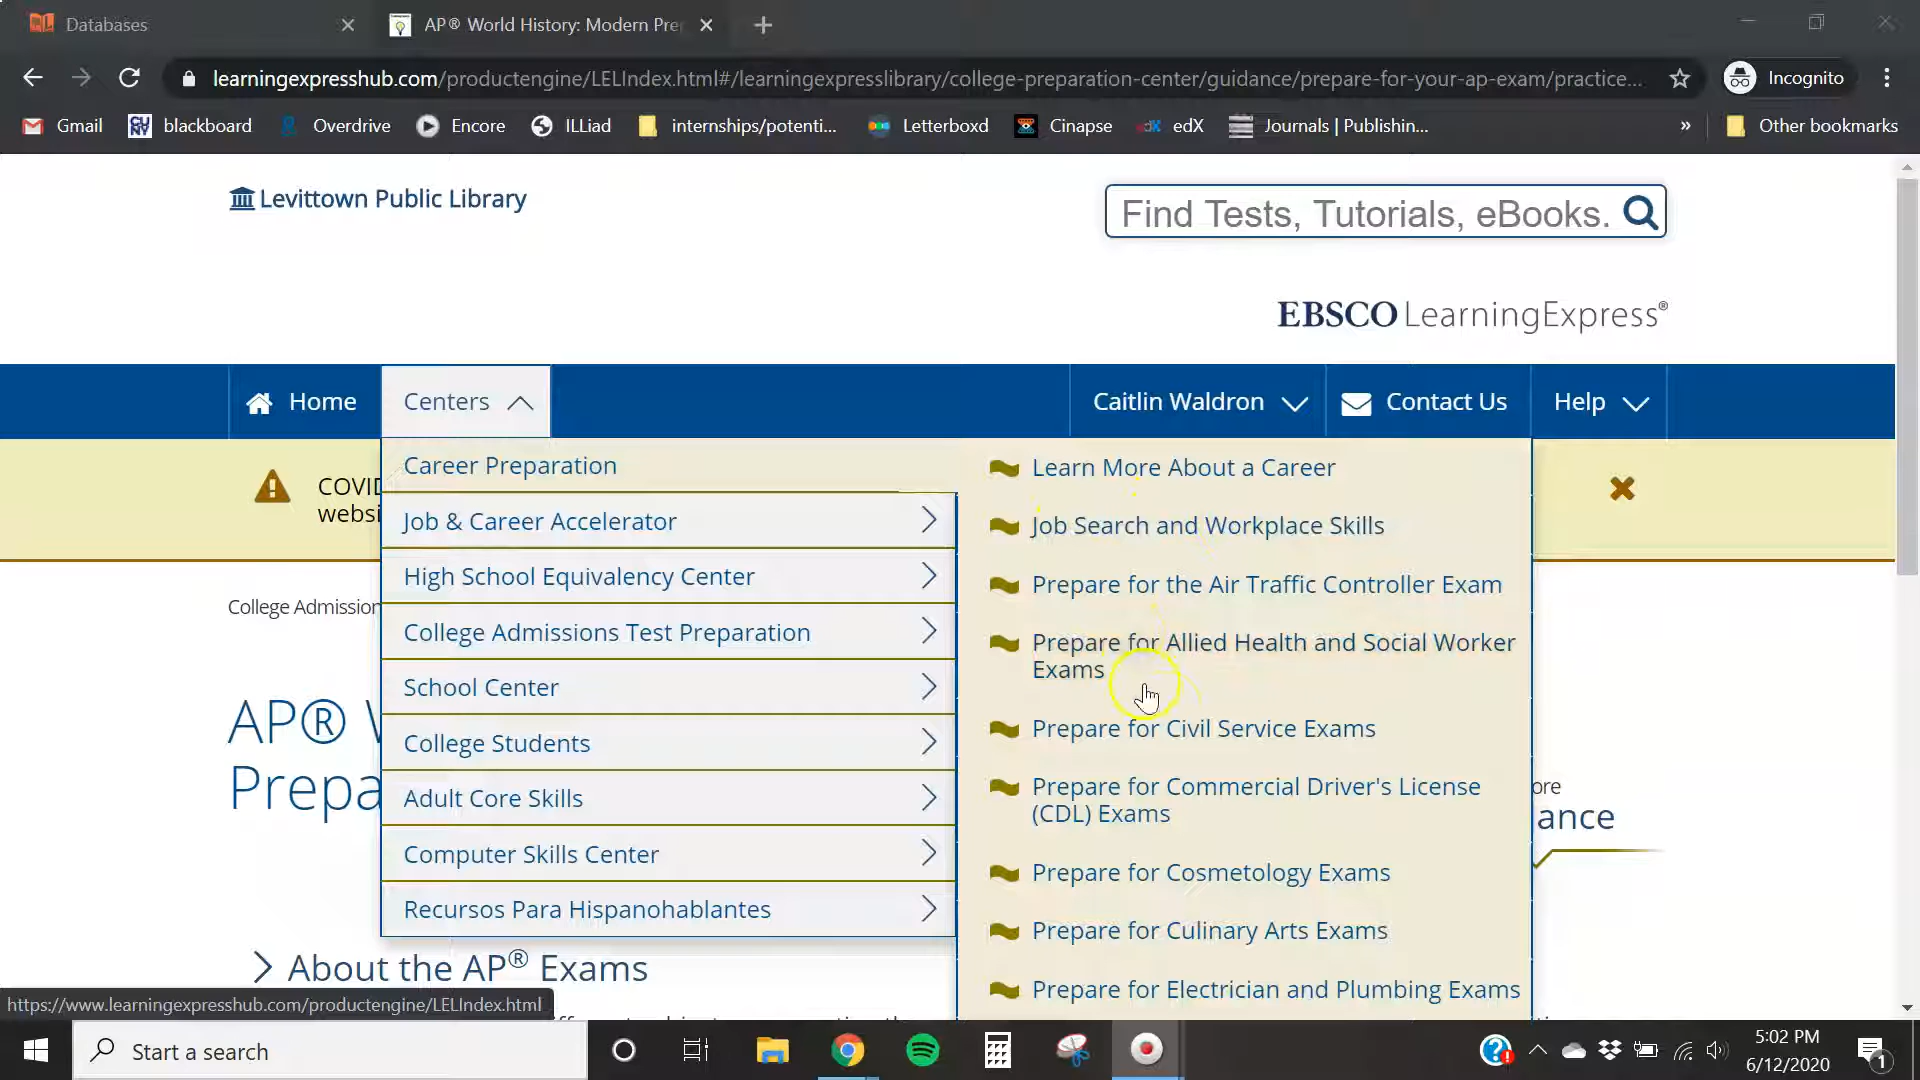 Databases
AP® World History: Modern Pre
learningexpresshub.com/productengine/LELIndex.html#/learningexpresslibrary/college-preparation-center/guidance/prepare-for-your-ap-exam/practice...
Incognito
Gmail
blackboard
Overdrive
Encore
ILLiad
internships/potenti...
Letterboxd
Cinapse
edX
Journals | Publishin...
»
Other bookmarks
Levittown Public Library
Find Tests, Tutorials, eBooks.
EBSCO LearningExpress®
Home
Centers
Caitlin Waldron
Contact Us
Help
COVID
websi
Career Preparation
Job & Career Accelerator
High School Equivalency Center
College Admissions Test Preparation
School Center
College Students
Adult Core Skills
Computer Skills Center
Recursos Para Hispanohablantes
Learn More About a Career
Job Search and Workplace Skills
Prepare for the Air Traffic Controller Exam
Prepare for Allied Health and Social Worker
Exams
Prepare for Civil Service Exams
Prepare for Commercial Driver's License
(CDL) Exams
Prepare for Cosmetology Exams
Prepare for Culinary Arts Exams
Prepare for Electrician and Plumbing Exams
College Admission
AP® W
Prepa
ore
ance
About the AP® Exams
https://www.learningexpresshub.com/productengine/LELIndex.html
Start a search
5:02 PM
6/12/2020
1